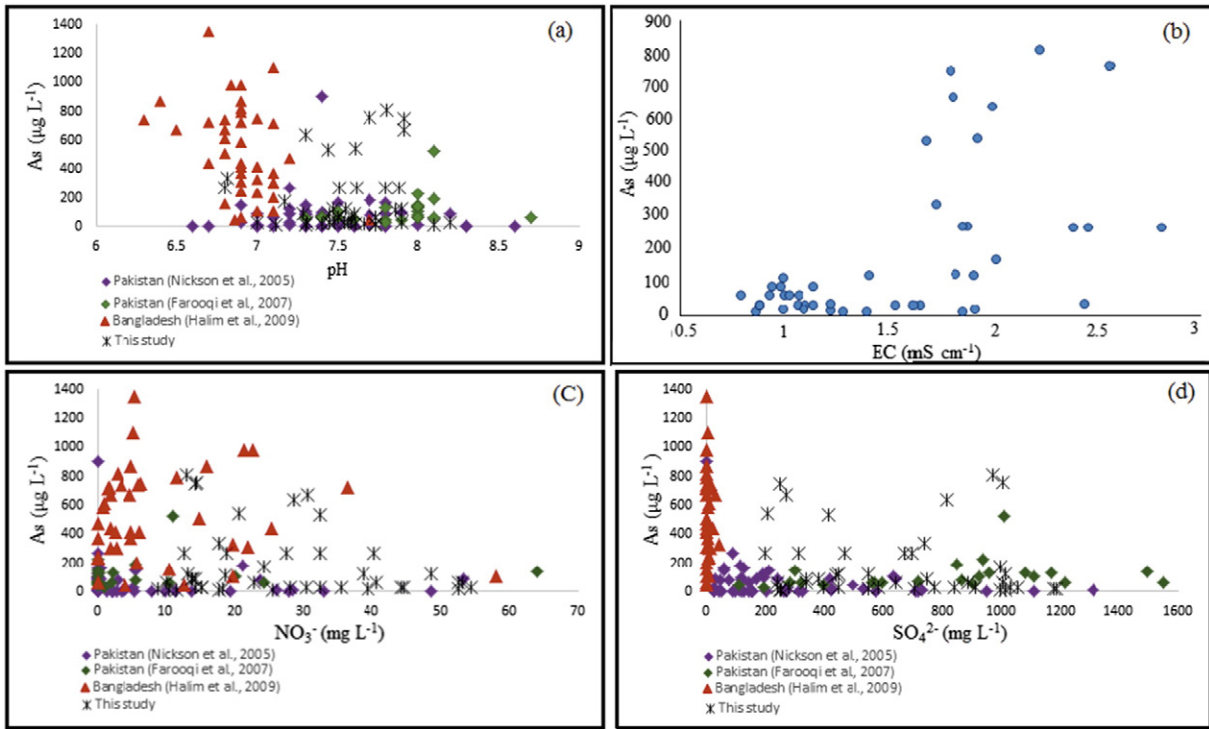 (a)
1400
1200
1000
800
600
400
200
0
As (µg L⁻¹)
6 6.5 7 7.5 8 8.5 9
pH
Pakistan (Nickson et al., 2005)
Pakistan (Farooqi et al., 2007)
Bangladesh (Halim et al., 2009)
This study
(b)
900
800
700
600
500
400
300
200
100
0
As (µg L⁻¹)
0.5 1 1.5 2 2.5 3
EC (mS cm⁻¹)
(C)
1400
1200
1000
800
600
400
200
0
As (µg L⁻¹)
0 10 20 30 40 50 60 70
NO₃⁻ (mg L⁻¹)
Pakistan (Nickson et al., 2005)
Pakistan (Farooqi et al., 2007)
Bangladesh (Halim et al., 2009)
This study
(d)
1400
1200
1000
800
600
400
200
0
As (µg L⁻¹)
0 200 400 600 800 1000 1200 1400 1600
SO₄²⁻ (mg L⁻¹)
Pakistan (Nickson et al., 2005)
Pakistan (Farooqi et al., 2007)
Bangladesh (Halim et al., 2009)
This study